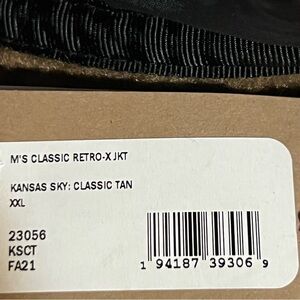 M'S CLASSIC RETRO-X JKT
KANSAS SKY: CLASSIC TAN
XXL
23056
KSCT
FA21
1 94187 39306 9